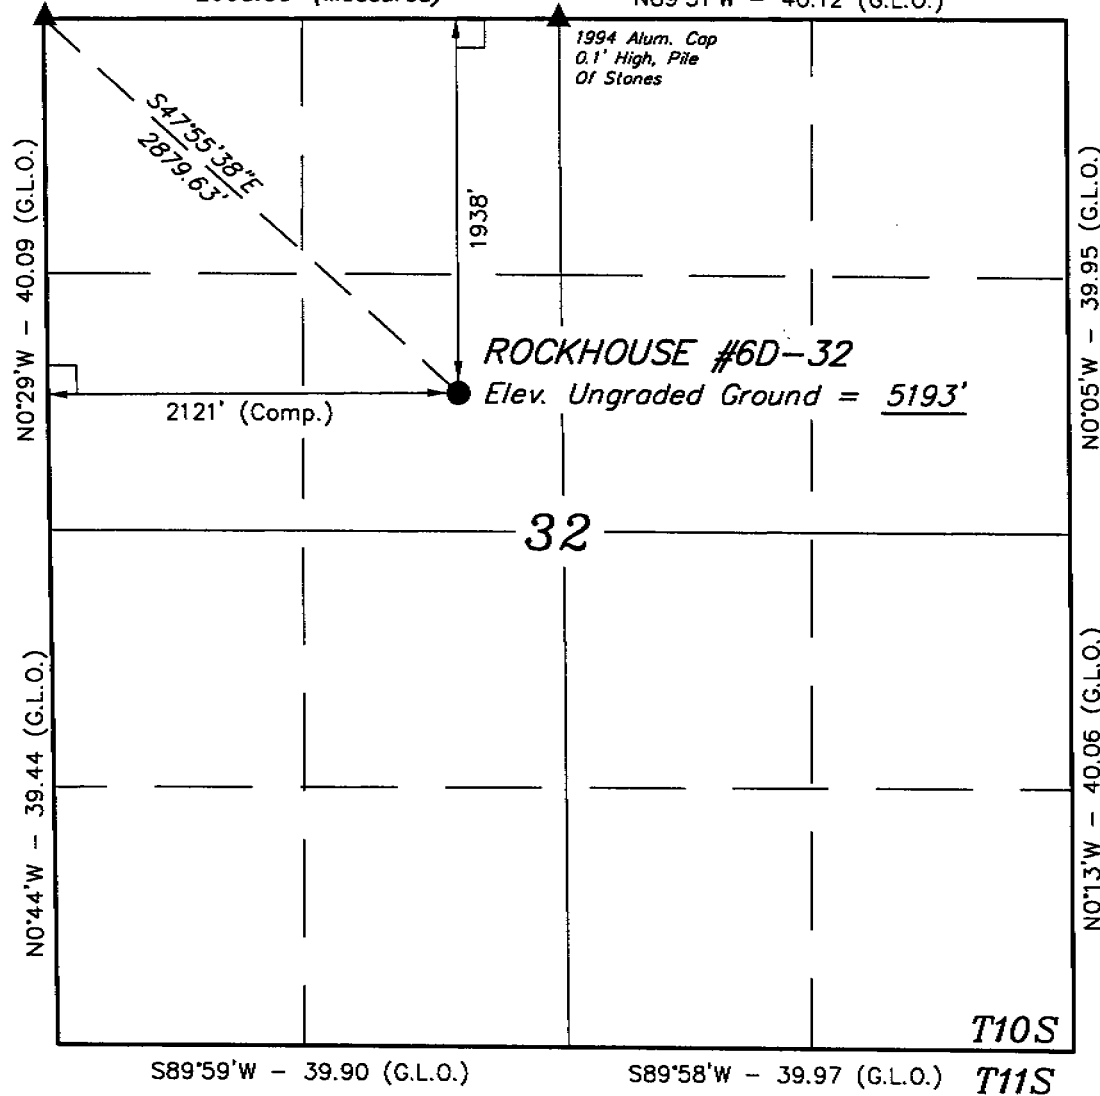 (Measured)
N89°51'W – 40.12 (G.L.O.)
1994 Alum. Cap
0.1' High, Pile
Of Stones
S47°55'38"E
2879.63'
1938'
N0°29'W – 40.09 (G.L.O.)
N0°05'W – 39.95 (G.L.O.)
ROCKHOUSE #6D-32
Elev. Ungraded Ground = 5193'
2121' (Comp.)
32
N0°44'W – 39.44 (G.L.O.)
N0°13'W – 40.06 (G.L.O.)
T10S
S89°59'W – 39.90 (G.L.O.)
S89°58'W – 39.97 (G.L.O.)
T11S